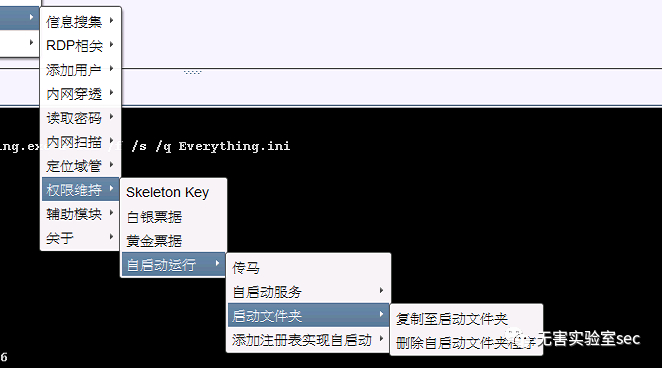 信息搜集
RDP相关
添加用户
内网穿透
读取密码
内网扫描
定位域管
权限维持
辅助模块
关于
ng.ex
/s /q Everything.ini
Skeleton Key
白银票据
黄金票据
自启动运行
传马
自启动服务
启动文件夹
添加注册表实现自启动
复制至启动文件夹
删除自启动文件夹程序
无害实验室sec
6